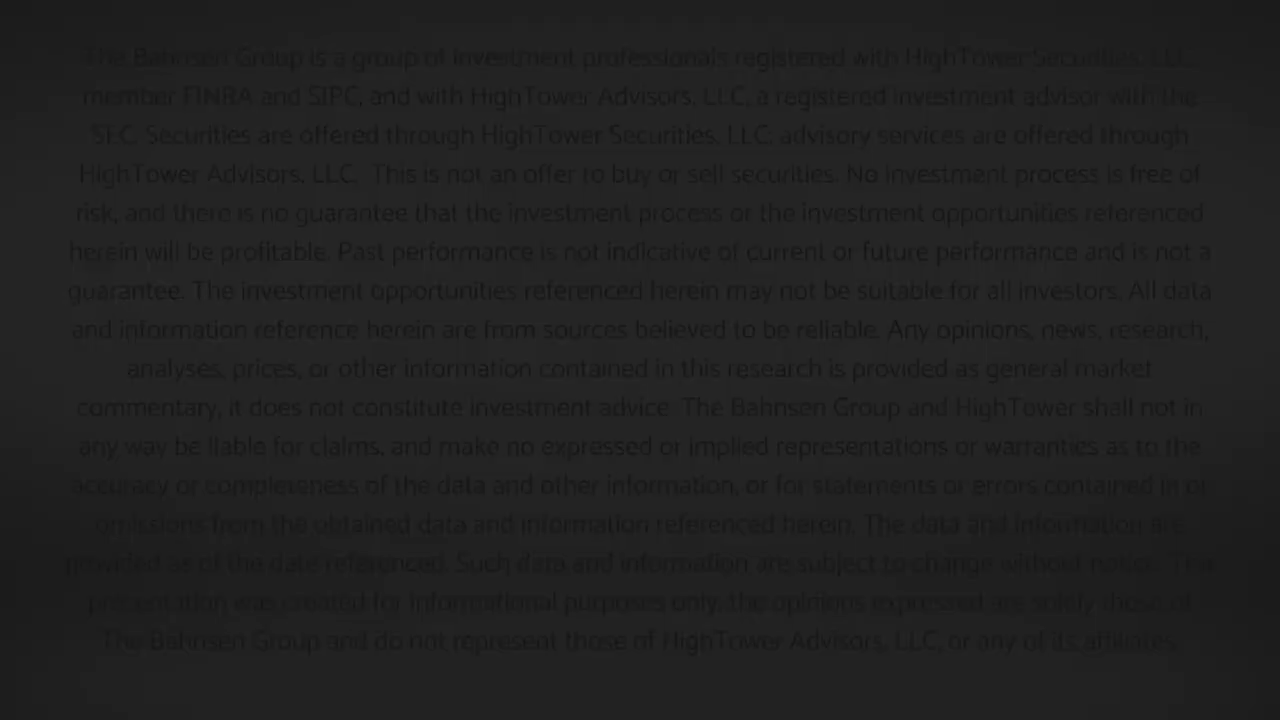 The Bahnsen Group is a group of investment professionals registered with HighTower Securities, LLC,
member FINRA and SIPC, and with HighTower Advisors, LLC, a registered investment advisor with the
SEC. Securities are offered through HighTower Securities, LLC; advisory services are offered through
HighTower Advisors, LLC. This is not an offer to buy or sell securities. No investment process is free of
risk, and there is no guarantee that the investment process or the investment opportunities referenced
herein will be profitable. Past performance is not indicative of current or future performance and is not a
guarantee. The investment opportunities referenced herein may not be suitable for all investors. All data
and information reference herein are from sources believed to be reliable. Any opinions, news, research,
analyses, prices, or other information contained in this research is provided as general market
commentary, it does not constitute investment advice. The Bahnsen Group and HighTower shall not in
any way be liable for claims, and make no expressed or implied representations or warranties as to the
accuracy or completeness of the data and other information, or for statements or errors contained in or
omissions from the obtained data and information referenced herein. The data and information are
provided as of the date referenced. Such data and information are subject to change without notice. This
presentation was created for informational purposes only; the opinions expressed are solely those of
The Bahnsen Group and do not represent those of HighTower Advisors, LLC, or any of its affiliates.